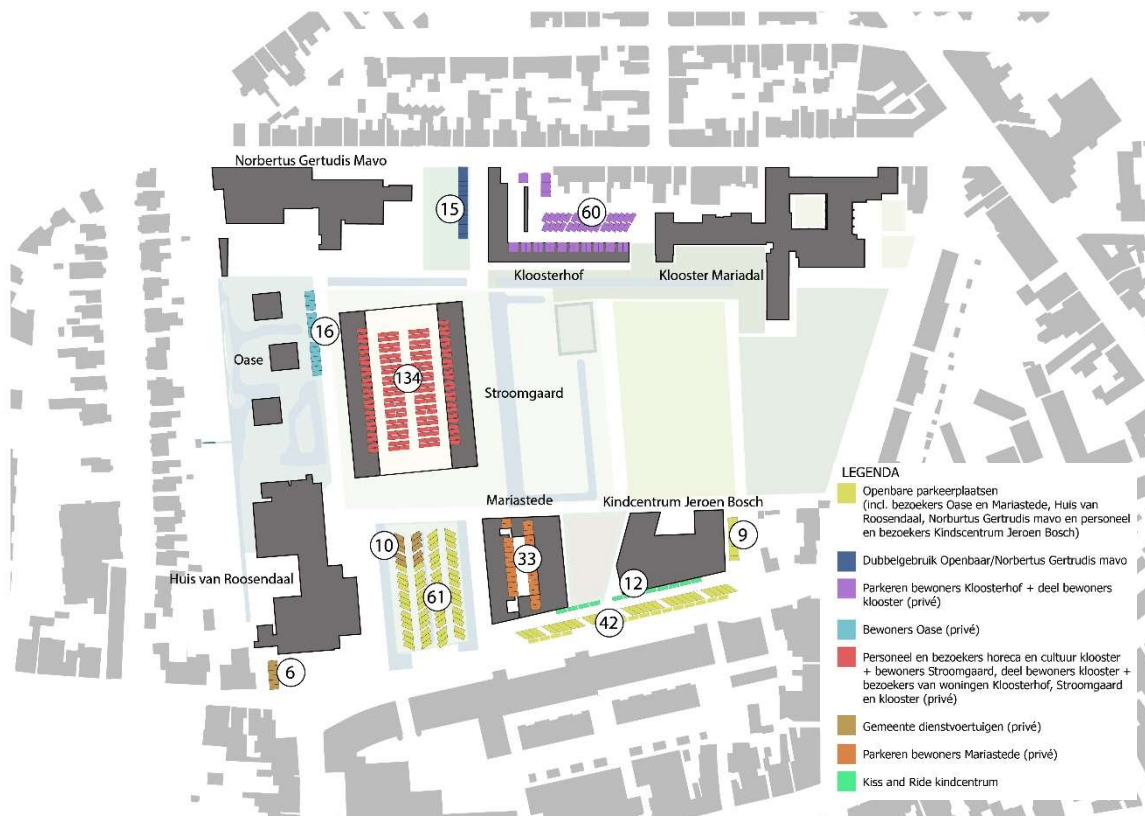 Norbertus Gertudis Mavo
15
60
Kloosterhof
Klooster Mariadal
16
Oase
134
Stroomgaard
Mariastede
Kindcentrum Jeroen Bosch
10
33
9
Huis van Roosendaal
61
12
42
6
LEGENDA
Openbare parkeerplaatsen
(incl. bezoekers Oase en Mariastede, Huis van
Roosendaal, Norburtus Gertrudis mavo en personeel
en bezoekers Kindscentrum Jeroen Bosch)
Dubbelgebruik Openbaar/Norbertus Gertrudis mavo
Parkeren bewoners Kloosterhof + deel bewoners
klooster (privé)
Bewoners Oase (privé)
Personeel en bezoekers horeca en cultuur klooster
+ bewoners Stroomgaard, deel bewoners klooster +
bezoekers van woningen Kloosterhof, Stroomgaard
en klooster (privé)
Gemeente dienstvoertuigen (privé)
Parkeren bewoners Mariastede (privé)
Kiss and Ride kindcentrum